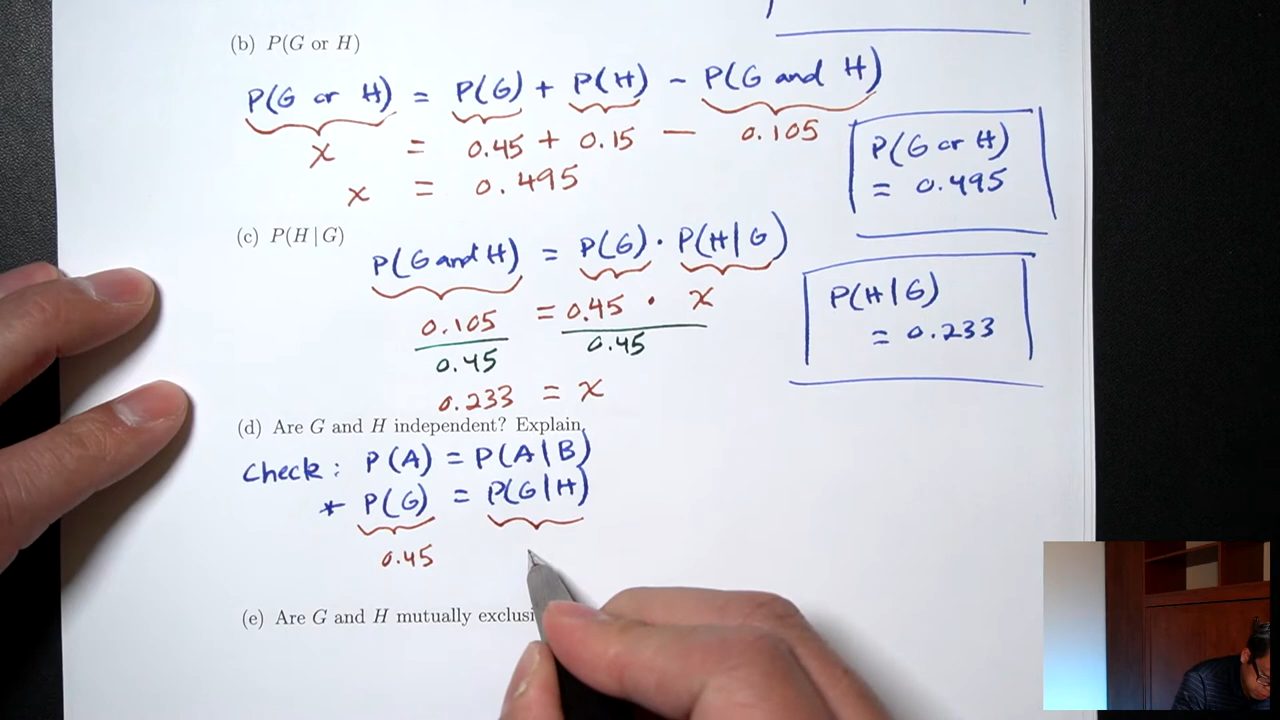 (b) P(G or H)
P(G or H) = P(G) + P(H) − P(G and H)
x = 0.45 + 0.15 − 0.105
x = 0.495
P(G or H)
= 0.495
(c) P(H | G)
P(G and H) = P(G) · P(H|G)
0.105 = 0.45 · x
0.45 0.45
0.233 = x
P(H|G)
= 0.233
(d) Are G and H independent? Explain.
Check: P(A) = P(A|B)
* P(G) = P(G|H)
0.45
(e) Are G and H mutually